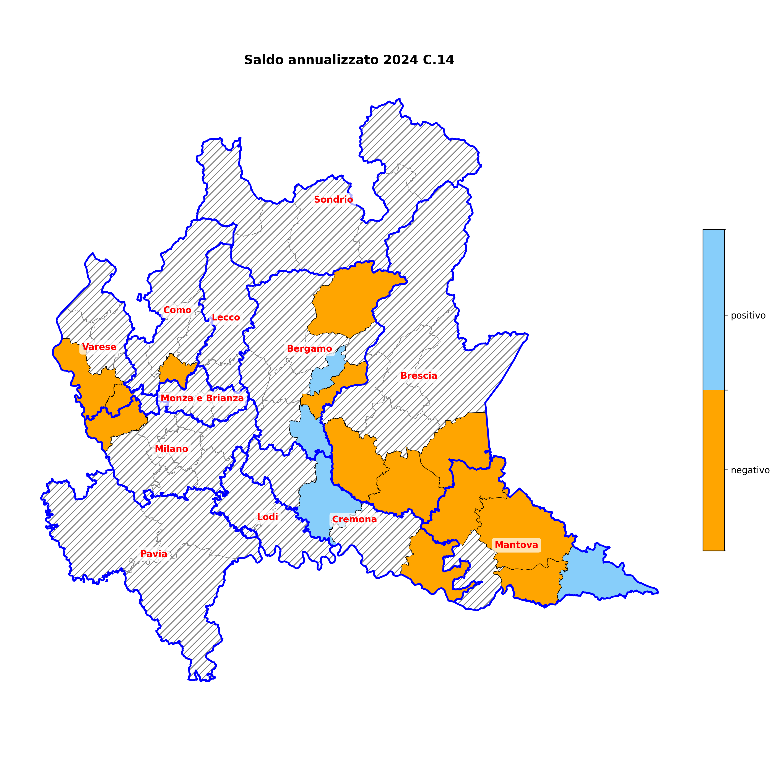 Saldo annualizzato 2024 C.14
Sondrio
Como
Lecco
Varese
Bergamo
Brescia
Monza e Brianza
Milano
Lodi
Cremona
Pavia
Mantova
positivo
negativo